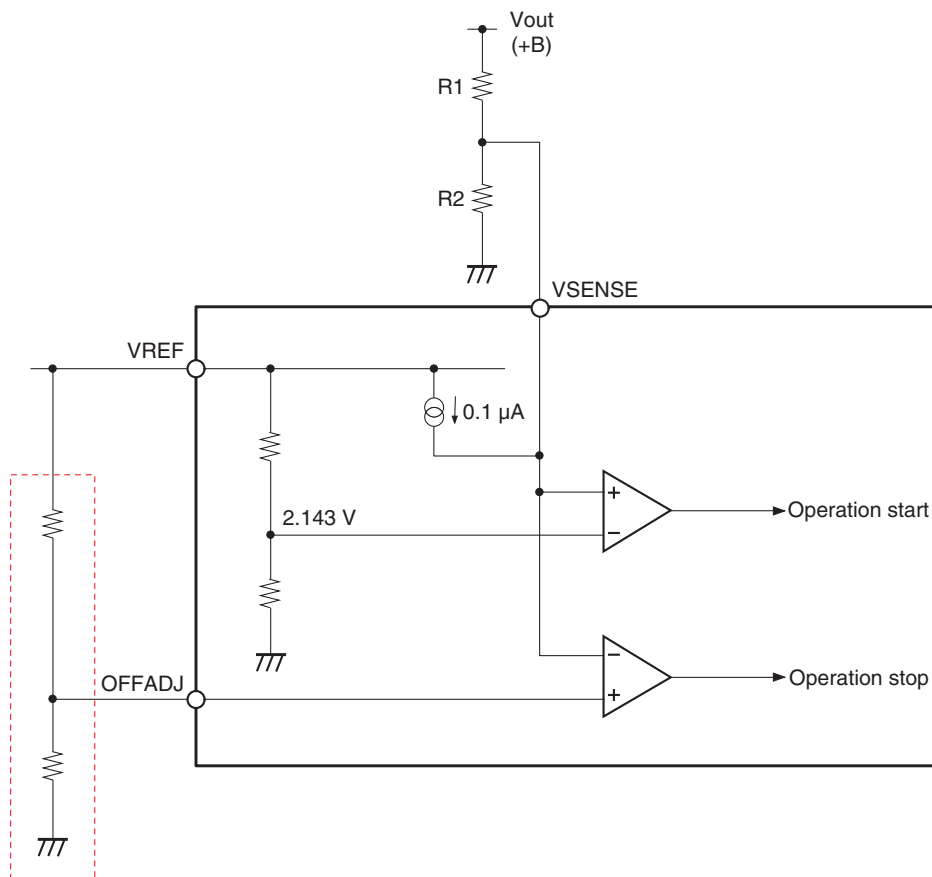 Vout
(+B)
R1
R2
VSENSE
VREF
0.1 µA
2.143 V
+
−
Operation start
OFFADJ
−
+
Operation stop